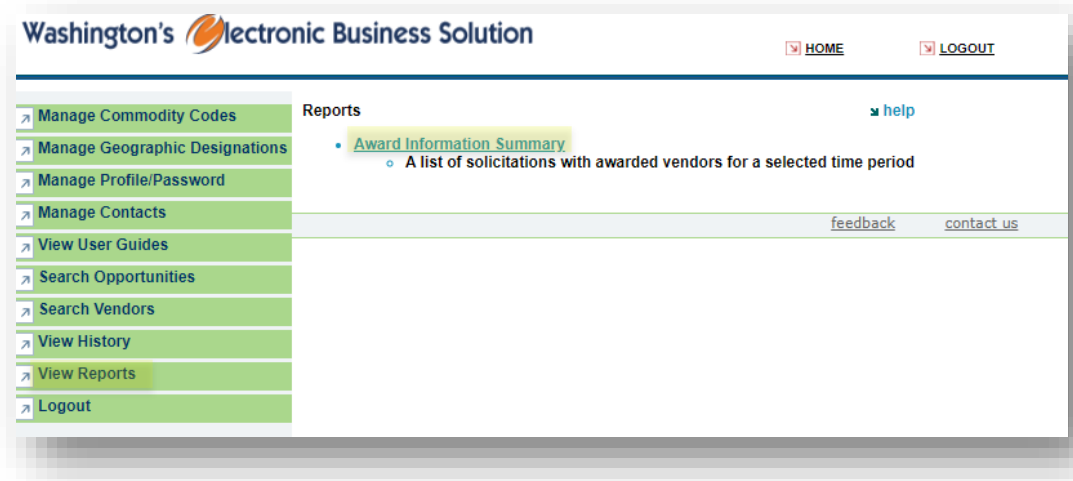 Washington's electronic Business Solution
HOME
LOGOUT
Manage Commodity Codes
Manage Geographic Designations
Manage Profile/Password
Manage Contacts
View User Guides
Search Opportunities
Search Vendors
View History
View Reports
Logout
Reports
help
Award Information Summary
A list of solicitations with awarded vendors for a selected time period
feedback
contact us